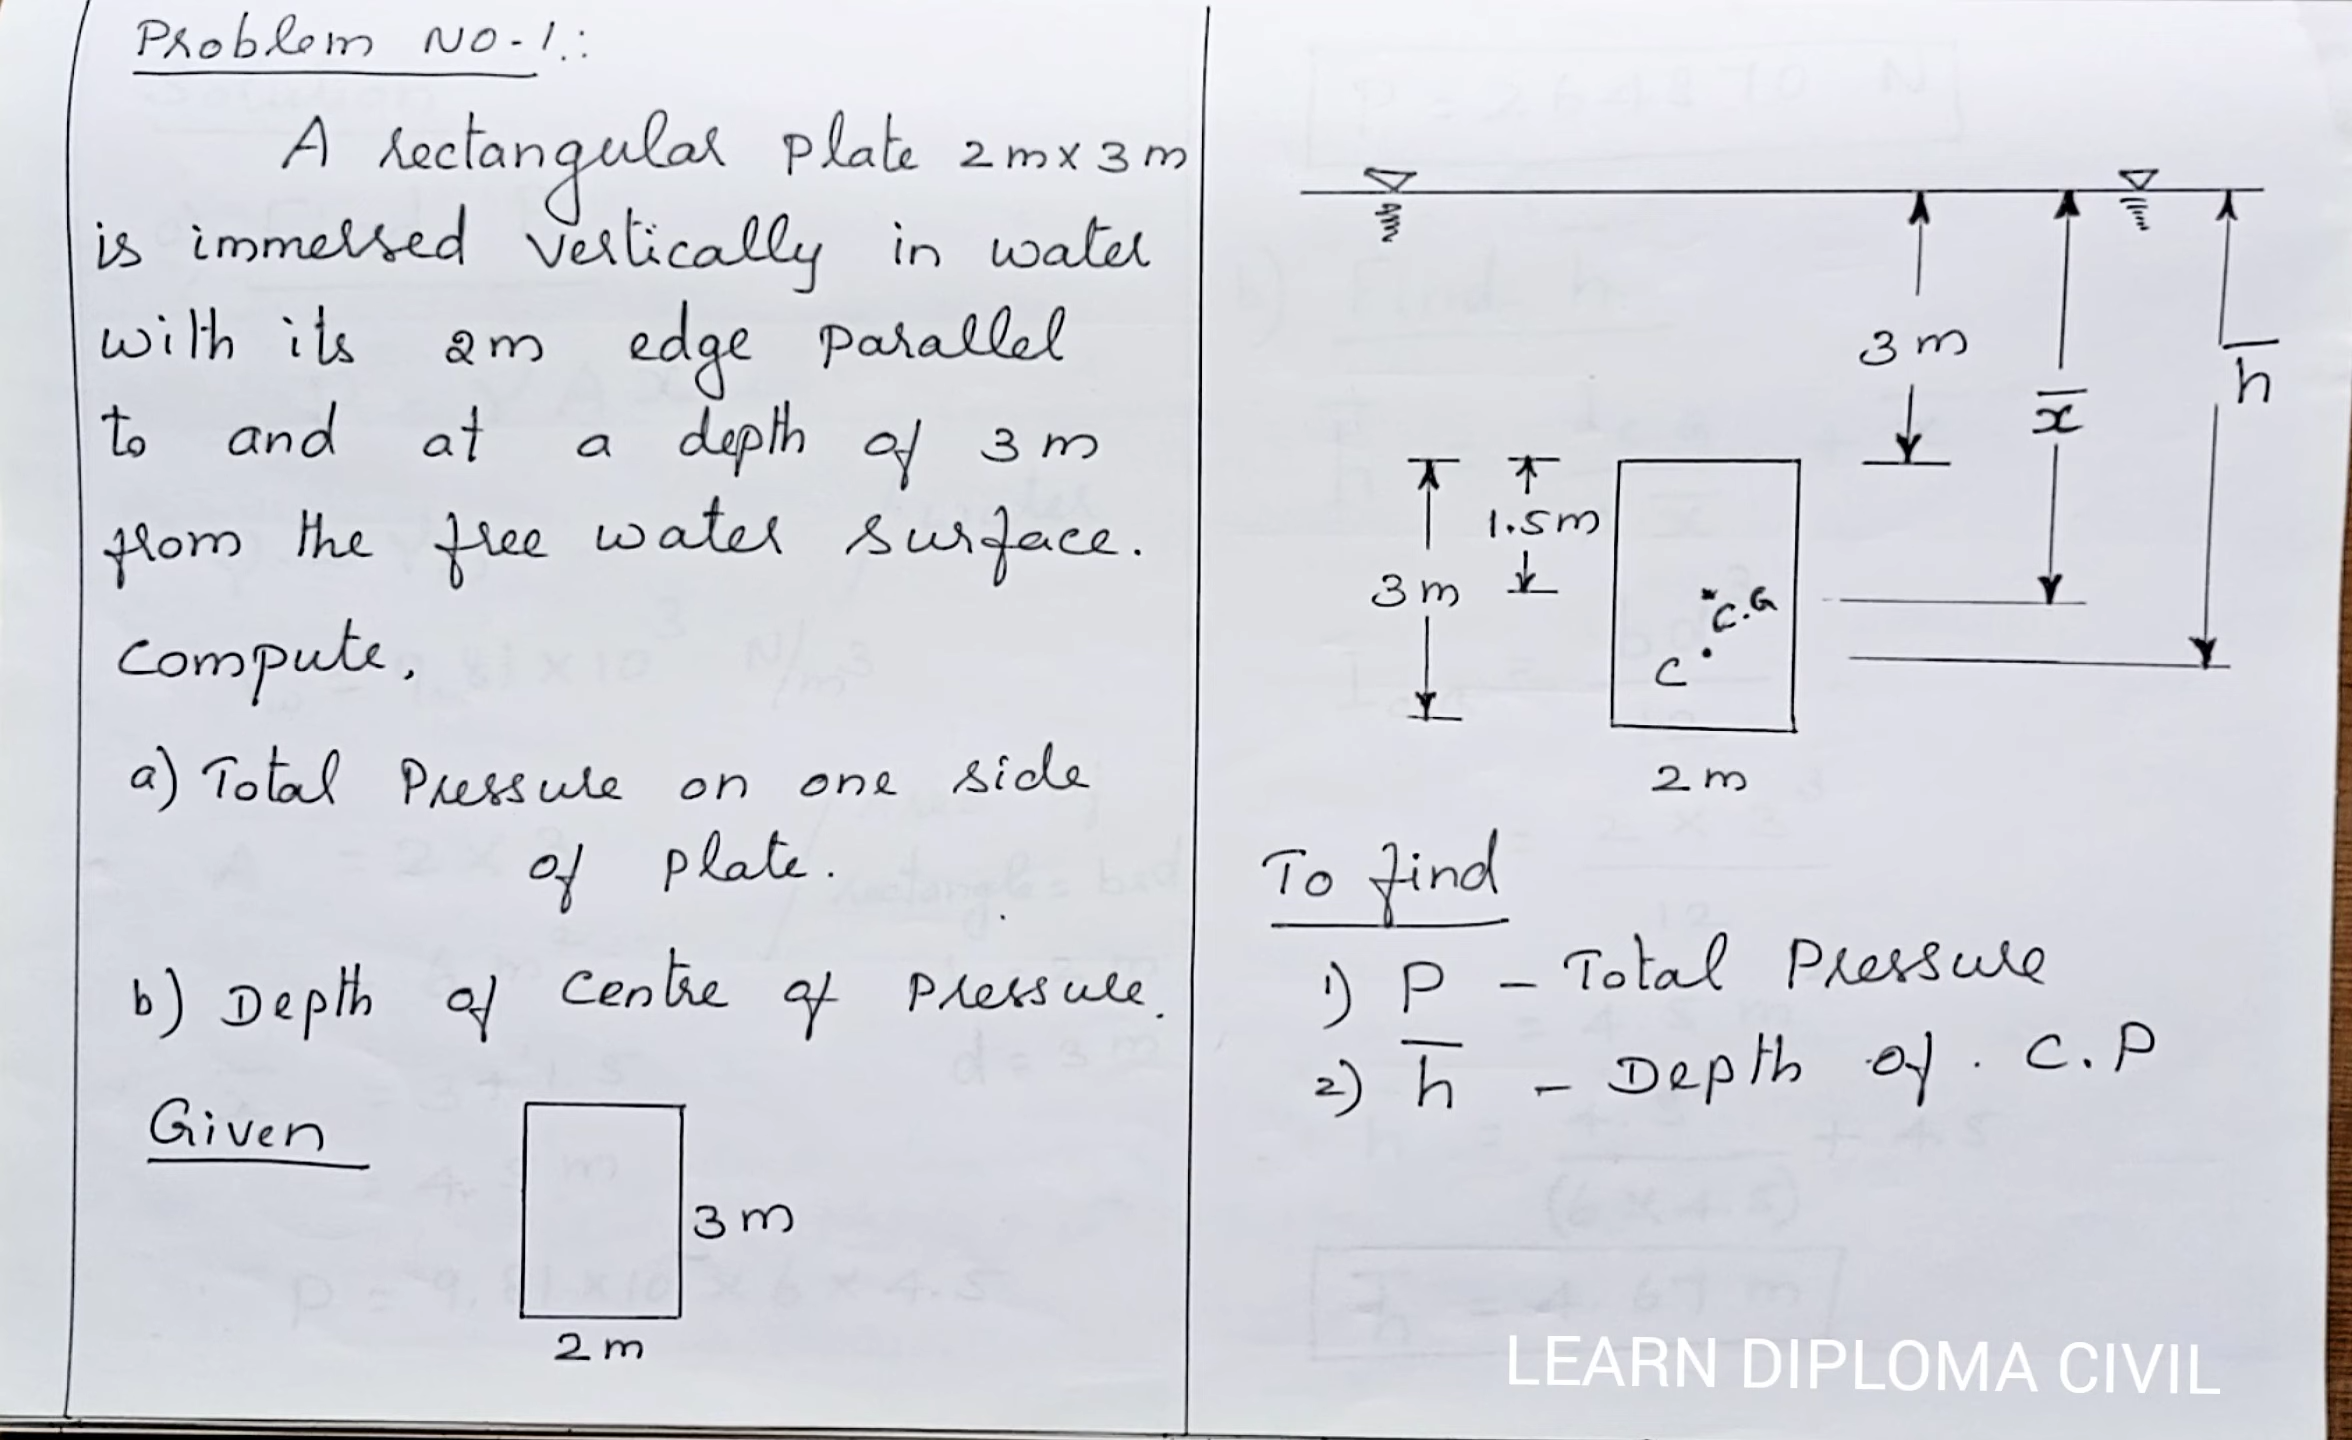 Problem NO-1.:
A rectangular plate 2m x 3m
is immersed vertically in water
with its 2m edge parallel
to and at a depth of 3m
from the free water surface.
compute,
a) Total Pressure on one side
of plate.
b) Depth of centre of pressure.
Given
3m
2m
3m
x̄
h̄
1.5m
3m
C.G
C
2m
To find
1) P - Total Pressure
2) h̄ - Depth of . C.P
LEARN DIPLOMA CIVIL